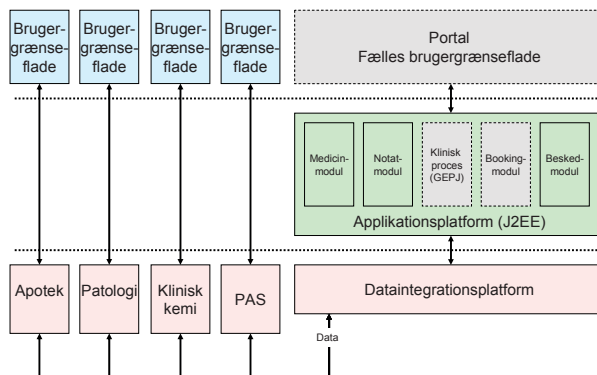 Bruger-
grænse-
flade
Bruger-
grænse-
flade
Bruger-
grænse-
flade
Bruger-
grænse-
flade
Portal
Fælles brugergrænseflade
Medicin-
modul
Notat-
modul
Klinisk
proces
(GEPJ)
Booking-
modul
Besked-
modul
Applikationsplatform (J2EE)
Apotek
Patologi
Klinisk
kemi
PAS
Dataintegrationsplatform
Data